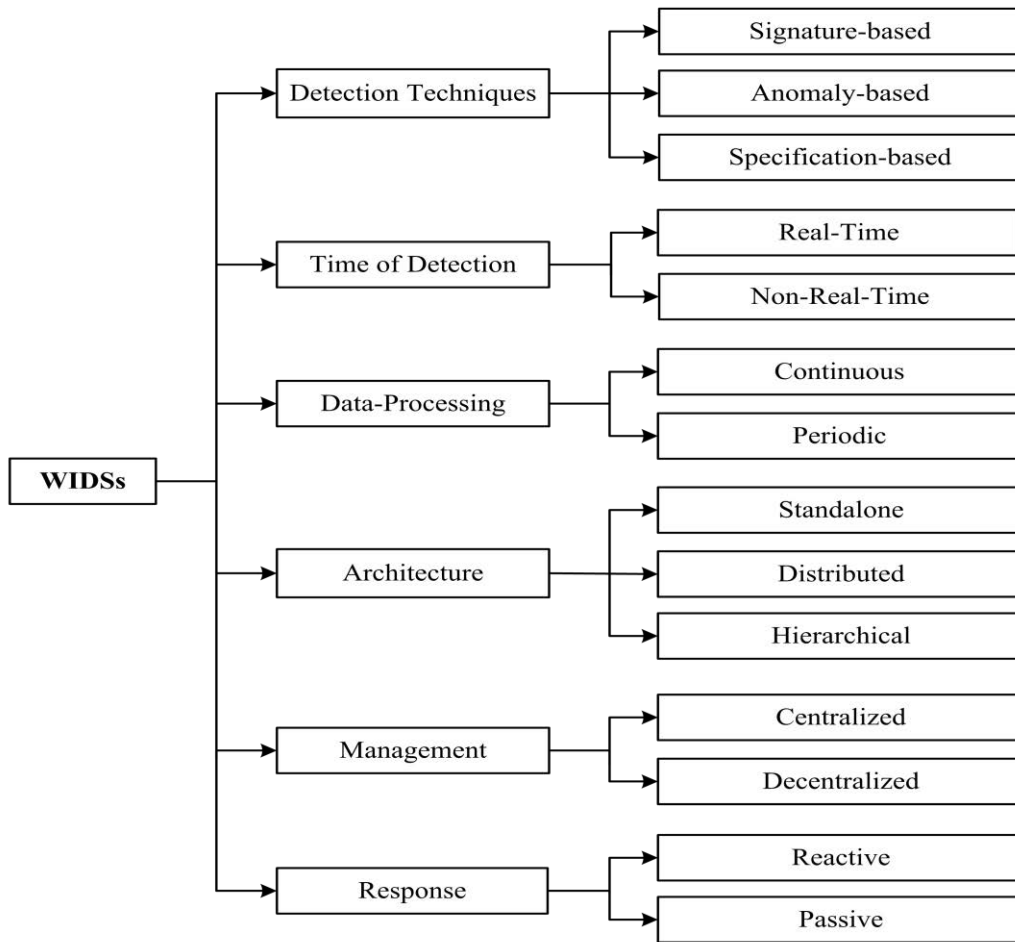 Signature-based
Detection Techniques
Anomaly-based
Specification-based
Real-Time
Time of Detection
Non-Real-Time
Continuous
Data-Processing
Periodic
WIDSs
Standalone
Architecture
Distributed
Hierarchical
Centralized
Management
Decentralized
Reactive
Response
Passive